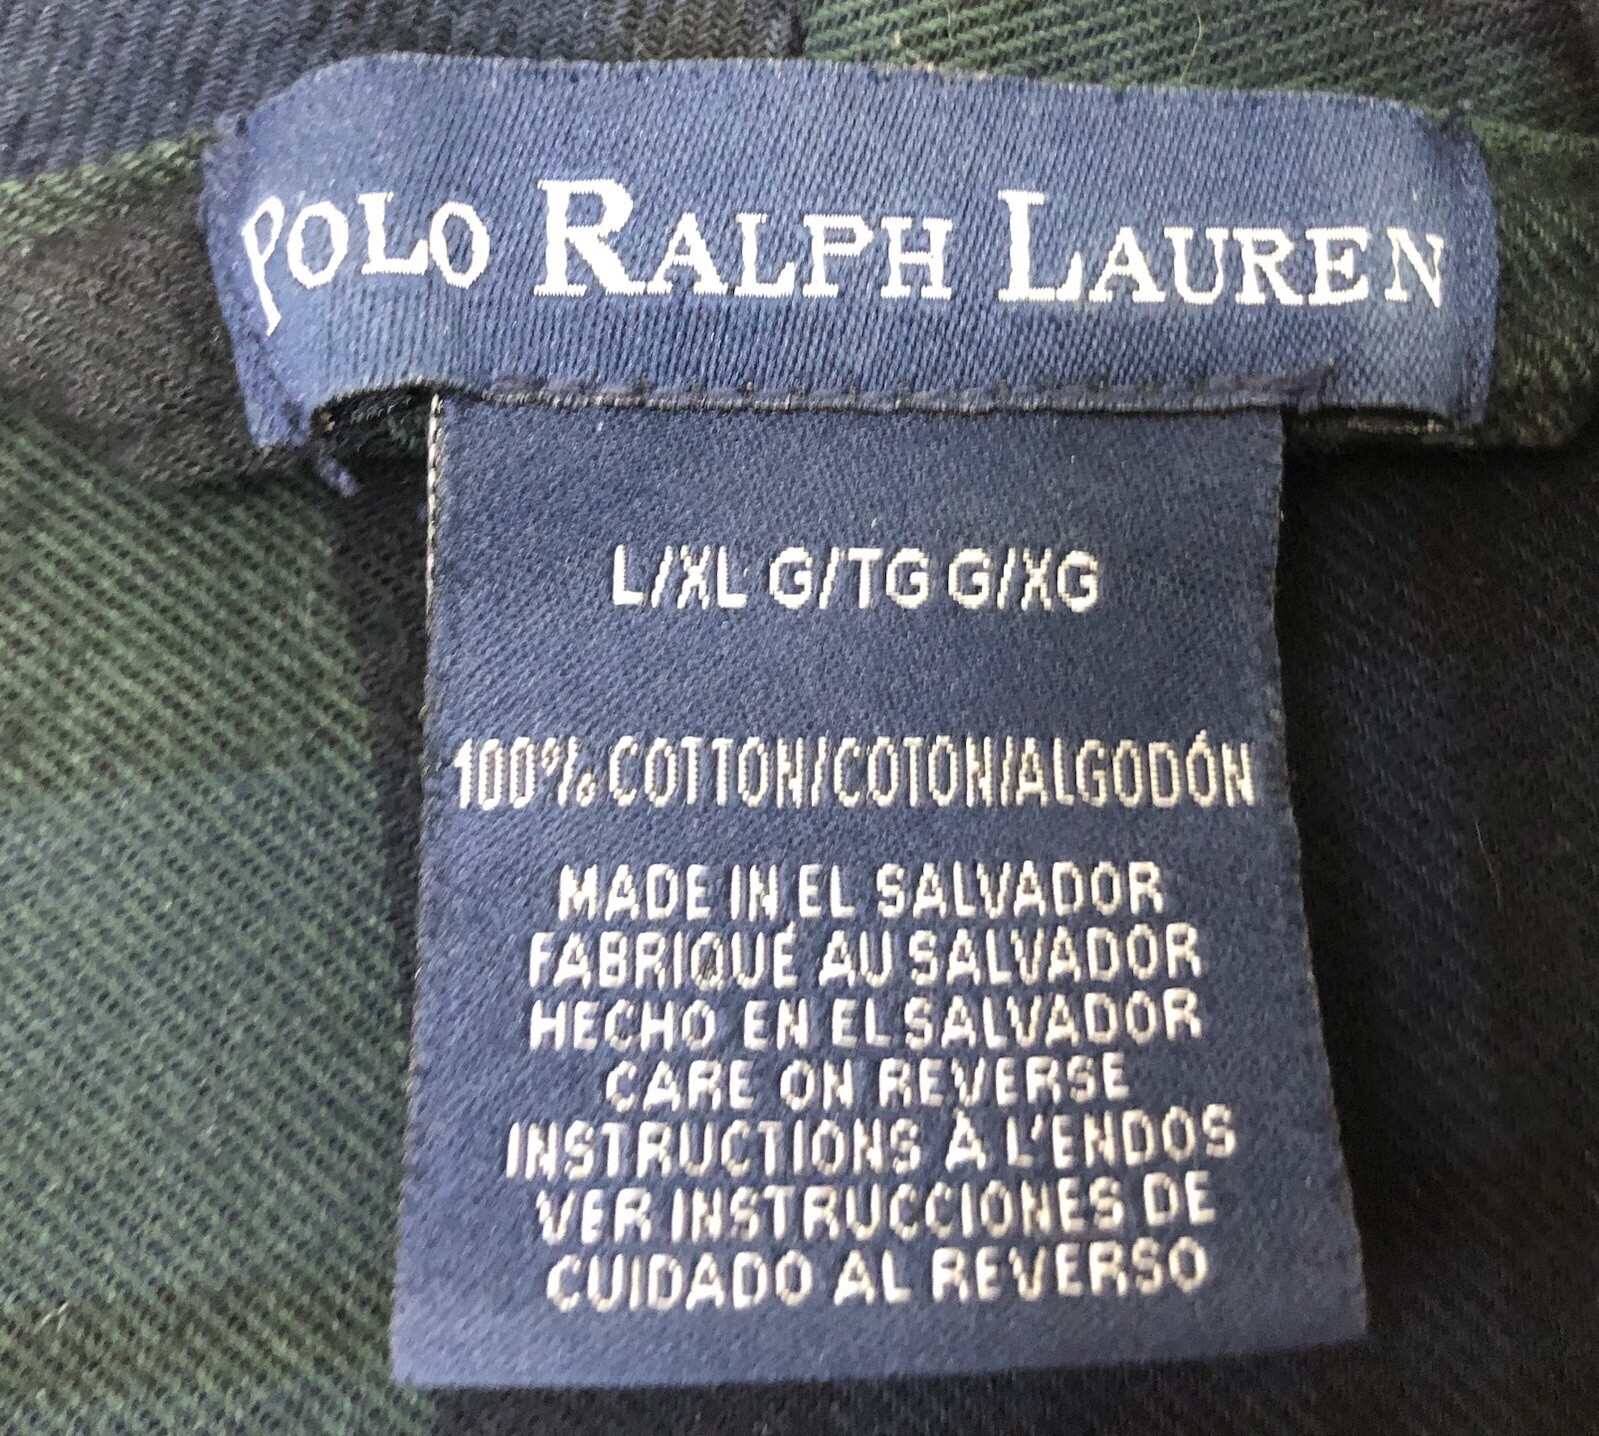 POLO RALPH LAUREN
L/XL G/TG G/XG
100% COTTON/COTON/ALGODÓN
MADE IN EL SALVADOR
FABRIQUÉ AU SALVADOR
HECHO EN EL SALVADOR
CARE ON REVERSE
INSTRUCTIONS À L'ENDOS
VER INSTRUCCIONES DE
CUIDADO AL REVERSO